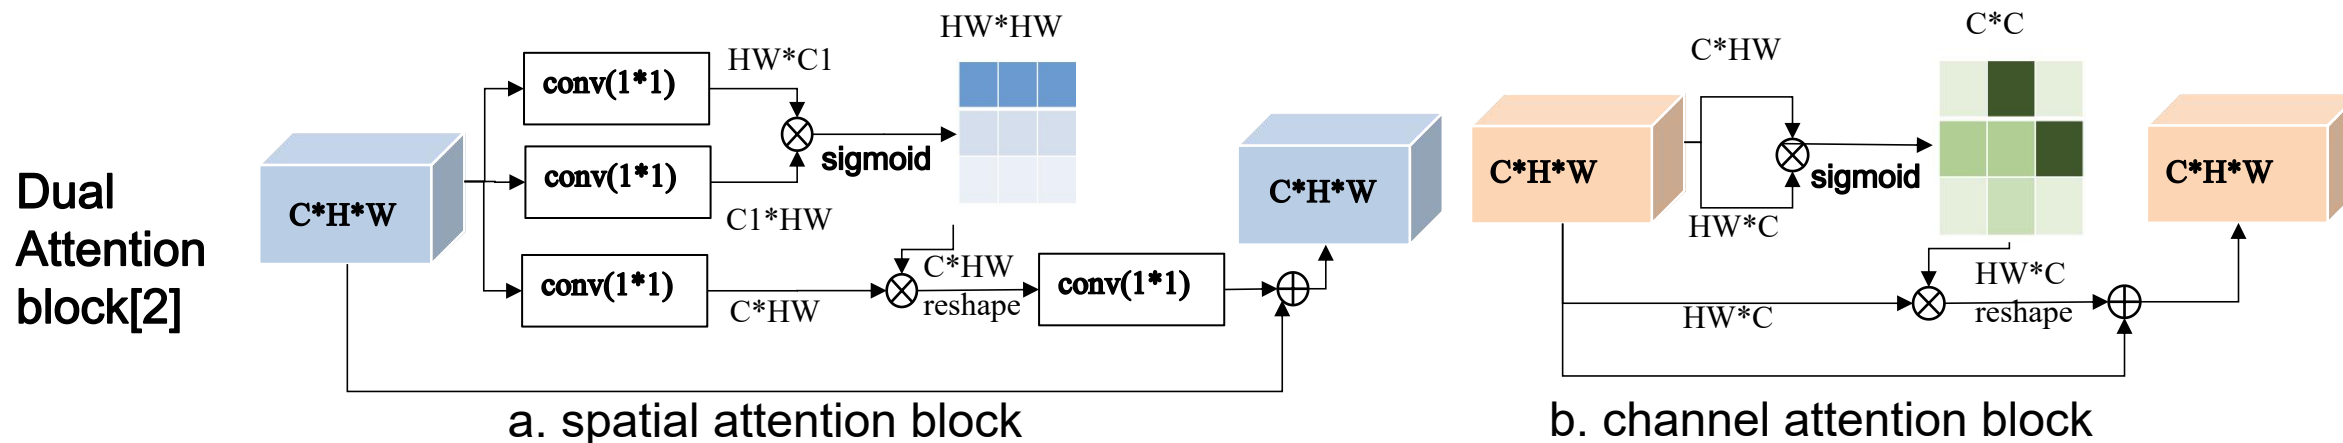 Dual
Attention
block[2]
C*H*W
conv(1*1)
HW*C1
conv(1*1)
C1*HW
sigmoid
HW*HW
conv(1*1)
C*HW
C*HW
reshape
conv(1*1)
C*H*W
a. spatial attention block
C*H*W
C*HW
HW*C
sigmoid
C*C
HW*C
HW*C
reshape
C*H*W
b. channel attention block